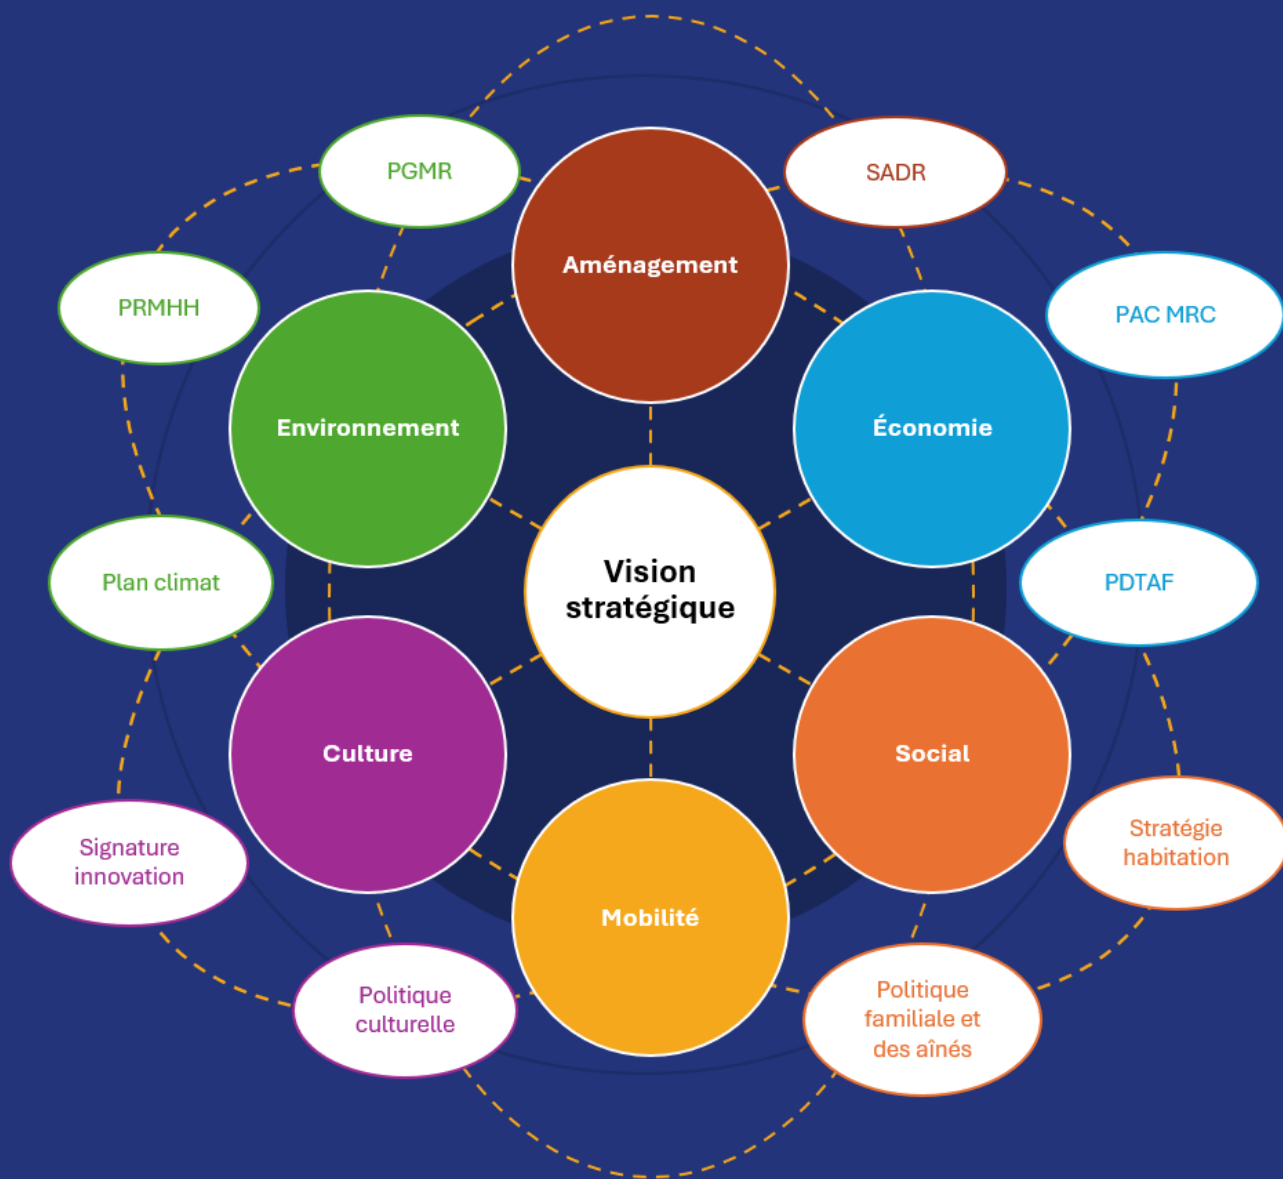 PGMR
SADR
Aménagement
PRMHH
PAC MRC
Environnement
Économie
Vision
stratégique
Plan climat
PDTAF
Culture
Social
Signature
innovation
Stratégie
habitation
Mobilité
Politique
culturelle
Politique
familiale et
des aînés